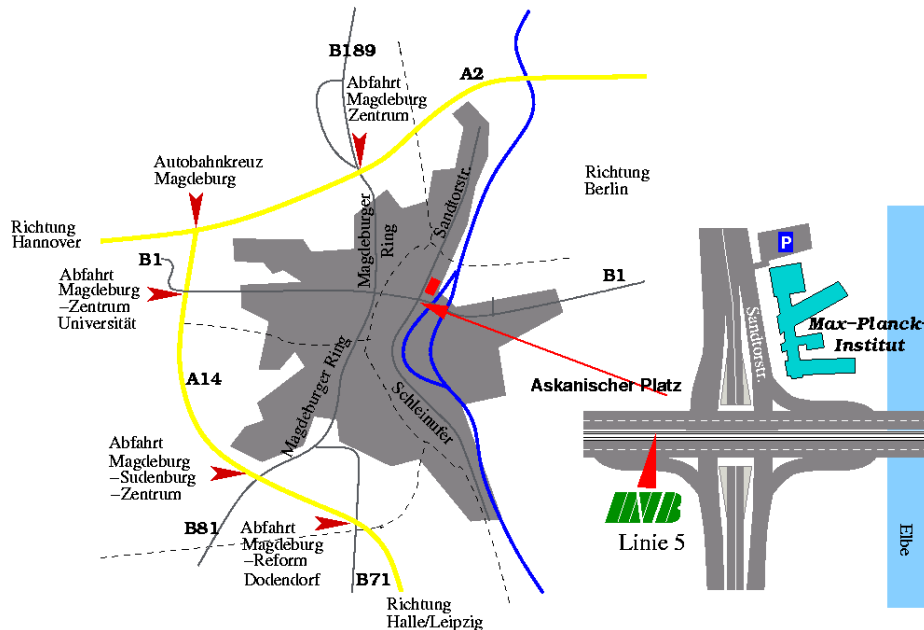 B189
A2
Abfahrt
Magdeburg
Zentrum
Autobahnkreuz
Magdeburg
Richtung
Berlin
Richtung
Hannover
Magdeburger
Ring
Sandtorstr.
B1
B1
Abfahrt
Magdeburg
–Zentrum
Universität
A14
Magdeburger Ring
Schleinufer
Askanischer Platz
Abfahrt
Magdeburg
–Sudenburg
–Zentrum
B81
Abfahrt
Magdeburg
–Reform
Dodendorf
B71
Richtung
Halle/Leipzig
P
Sandtorstr.
Max–Planck–
Institut
MVB
Linie 5
Elbe